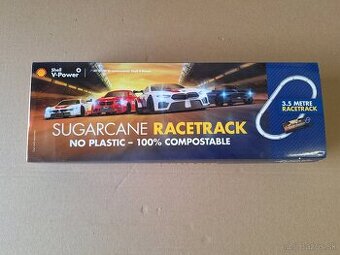 Shell
V-Power
3.5 METRE
RACETRACK
SUGARCANE RACETRACK
NO PLASTIC – 100% COMPOSTABLE